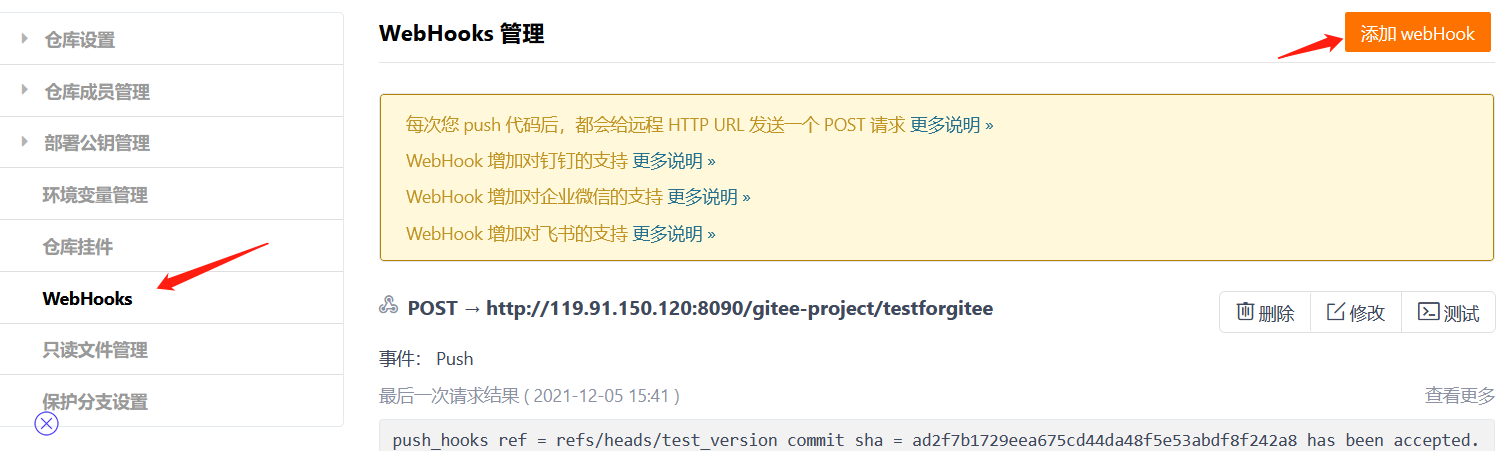 仓库设置
仓库成员管理
部署公钥管理
环境变量管理
仓库挂件
WebHooks
只读文件管理
保护分支设置
WebHooks 管理
添加 webHook
每次您 push 代码后，都会给远程 HTTP URL 发送一个 POST 请求 更多说明 »
WebHook 增加对钉钉的支持 更多说明 »
WebHook 增加对企业微信的支持 更多说明 »
WebHook 增加对飞书的支持 更多说明 »
POST → http://119.91.150.120:8090/gitee-project/testforgitee
删除 修改 测试
事件： Push
最后一次请求结果 ( 2021-12-05 15:41 ) 查看更多
push_hooks ref = refs/heads/test_version commit sha = ad2f7b1729eea675cd44da48f5e53abdf8f242a8 has been accepted.